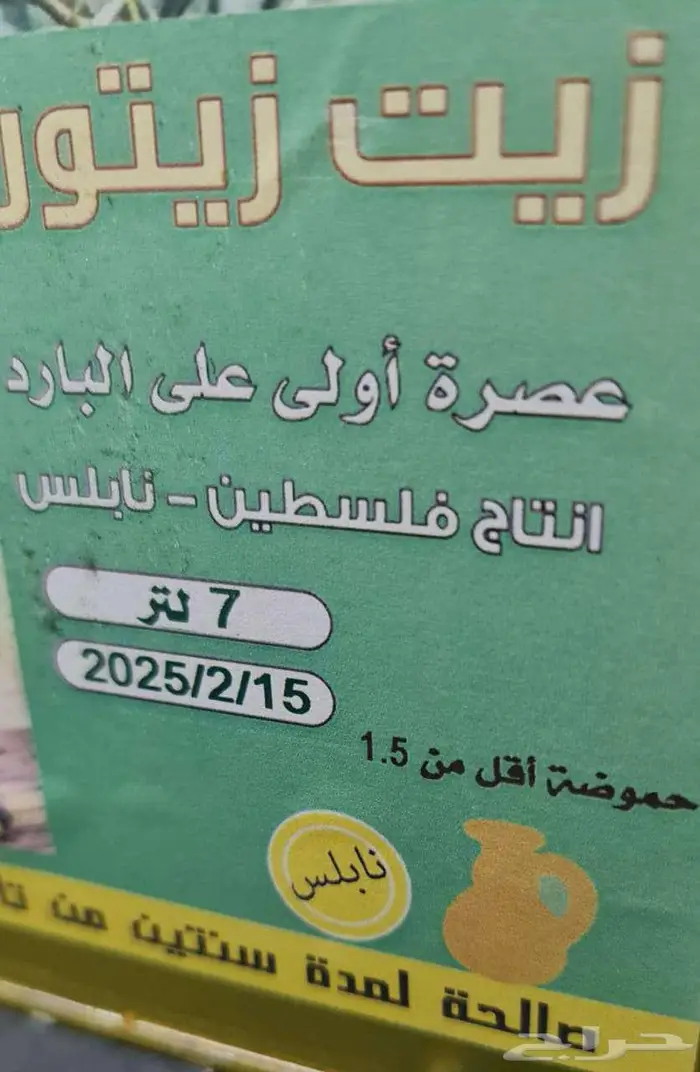 زيت زيتو
عصرة أولى على البارد
انتاج فلسطين - نابلس
7 لتر
2025/2/15
حموضة أقل من 1.5
نابلس
صالحة لمدة سنتين من تا
حراج